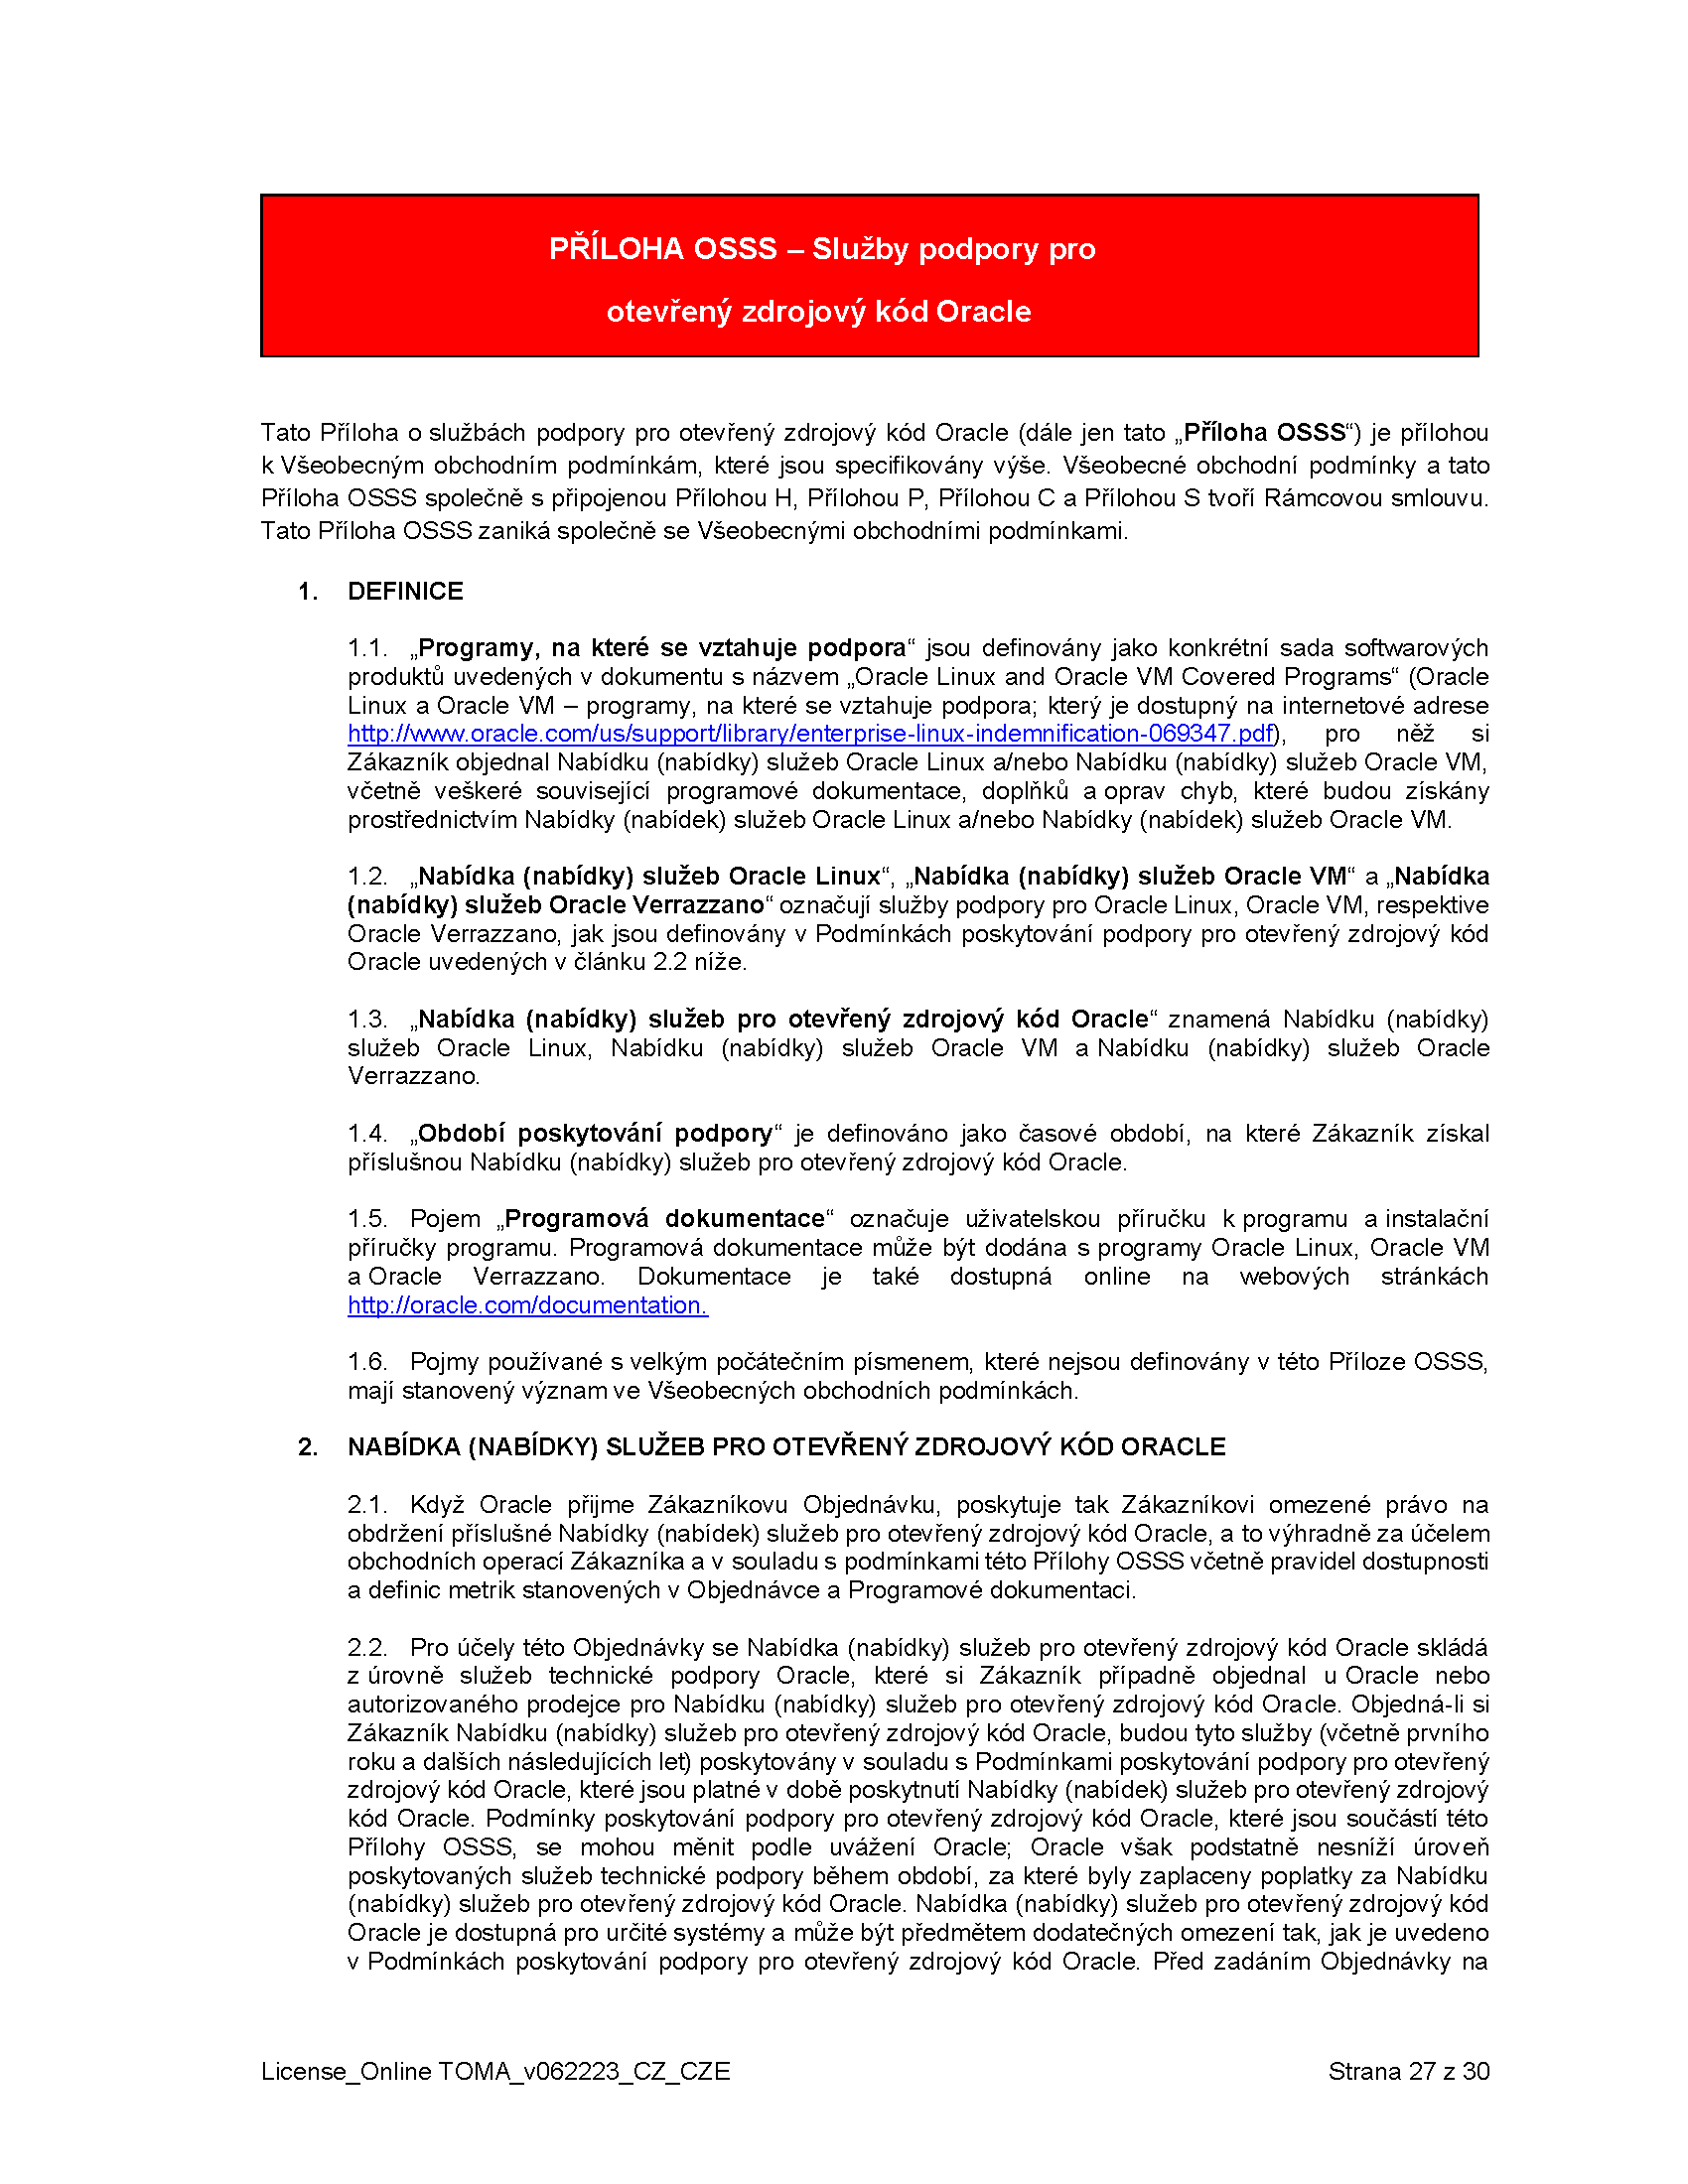 PŘÍLOHA OSSS – Služby podpory pro
otevřený zdrojový kód Oracle
Tato Příloha o službách podpory pro otevřený zdrojový kód Oracle (dále jen tato „Příloha OSSS“) je přílohou
k Všeobecným obchodním podmínkám, které jsou specifikovány výše. Všeobecné obchodní podmínky a tato
Příloha OSSS společně s připojenou Přílohou H, Přílohou P, Přílohou C a Přílohou S tvoří Rámcovou smlouvu.
Tato Příloha OSSS zaniká společně se Všeobecnými obchodními podmínkami.
1. DEFINICE
1.1. „Programy, na které se vztahuje podpora“ jsou definovány jako konkrétní sada softwarových
produktů uvedených v dokumentu s názvem „Oracle Linux and Oracle VM Covered Programs“ (Oracle
Linux a Oracle VM – programy, na které se vztahuje podpora; který je dostupný na internetové adrese
http://www.oracle.com/us/support/library/enterprise-linux-indemnification-069347.pdf), pro něž si
Zákazník objednal Nabídku (nabídky) služeb Oracle Linux a/nebo Nabídku (nabídky) služeb Oracle VM,
včetně veškeré související programové dokumentace, doplňků a oprav chyb, které budou získány
prostřednictvím Nabídky (nabídek) služeb Oracle Linux a/nebo Nabídky (nabídek) služeb Oracle VM.
1.2. „Nabídka (nabídky) služeb Oracle Linux“, „Nabídka (nabídky) služeb Oracle VM“ a „Nabídka
(nabídky) služeb Oracle Verrazzano“ označují služby podpory pro Oracle Linux, Oracle VM, respektive
Oracle Verrazzano, jak jsou definovány v Podmínkách poskytování podpory pro otevřený zdrojový kód
Oracle uvedených v článku 2.2 níže.
1.3. „Nabídka (nabídky) služeb pro otevřený zdrojový kód Oracle“ znamená Nabídku (nabídky)
služeb Oracle Linux, Nabídku (nabídky) služeb Oracle VM a Nabídku (nabídky) služeb Oracle
Verrazzano.
1.4. „Období poskytování podpory“ je definováno jako časové období, na které Zákazník získal
příslušnou Nabídku (nabídky) služeb pro otevřený zdrojový kód Oracle.
1.5. Pojem „Programová dokumentace“ označuje uživatelskou příručku k programu a instalační
příručky programu. Programová dokumentace může být dodána s programy Oracle Linux, Oracle VM
a Oracle Verrazzano. Dokumentace je také dostupná online na webových stránkách
http://oracle.com/documentation.
1.6. Pojmy používané s velkým počátečním písmenem, které nejsou definovány v této Příloze OSSS,
mají stanovený význam ve Všeobecných obchodních podmínkách.
2. NABÍDKA (NABÍDKY) SLUŽEB PRO OTEVŘENÝ ZDROJOVÝ KÓD ORACLE
2.1. Když Oracle přijme Zákazníkovu Objednávku, poskytuje tak Zákazníkovi omezené právo na
obdržení příslušné Nabídky (nabídek) služeb pro otevřený zdrojový kód Oracle, a to výhradně za účelem
obchodních operací Zákazníka a v souladu s podmínkami této Přílohy OSSS včetně pravidel dostupnosti
a definic metrik stanovených v Objednávce a Programové dokumentaci.
2.2. Pro účely této Objednávky se Nabídka (nabídky) služeb pro otevřený zdrojový kód Oracle skládá
z úrovně služeb technické podpory Oracle, které si Zákazník případně objednal u Oracle nebo
autorizovaného prodejce pro Nabídku (nabídky) služeb pro otevřený zdrojový kód Oracle. Objedná-li si
Zákazník Nabídku (nabídky) služeb pro otevřený zdrojový kód Oracle, budou tyto služby (včetně prvního
roku a dalších následujících let) poskytovány v souladu s Podmínkami poskytování podpory pro otevřený
zdrojový kód Oracle, které jsou platné v době poskytnutí Nabídky (nabídek) služeb pro otevřený zdrojový
kód Oracle. Podmínky poskytování podpory pro otevřený zdrojový kód Oracle, které jsou součástí této
Přílohy OSSS, se mohou měnit podle uvážení Oracle; Oracle však podstatně nesníží úroveň
poskytovaných služeb technické podpory během období, za které byly zaplaceny poplatky za Nabídku
(nabídky) služeb pro otevřený zdrojový kód Oracle. Nabídka (nabídky) služeb pro otevřený zdrojový kód
Oracle je dostupná pro určité systémy a může být předmětem dodatečných omezení tak, jak je uvedeno
v Podmínkách poskytování podpory pro otevřený zdrojový kód Oracle. Před zadáním Objednávky na
License_Online TOMA_v062223_CZ_CZE Strana 27 z 30